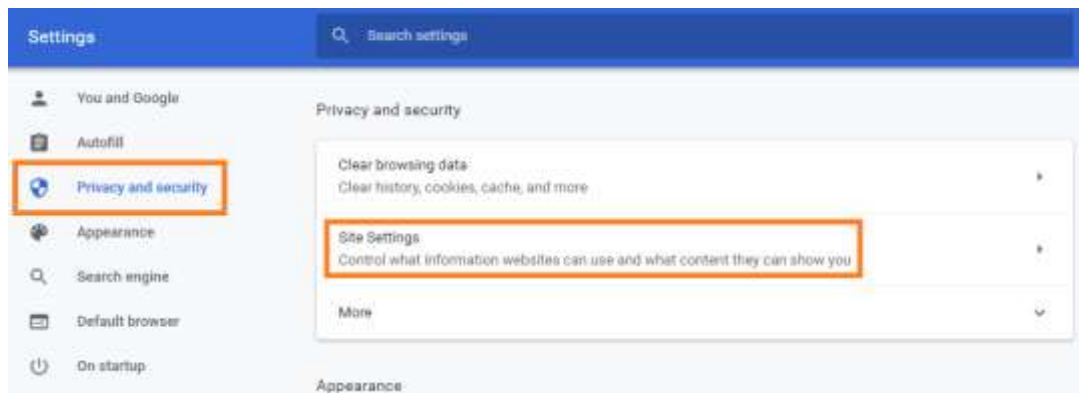 Settings
Search settings
You and Google
Autofill
Privacy and security
Appearance
Search engine
Default browser
On startup
Privacy and security
Clear browsing data
Clear history, cookies, cache, and more
Site Settings
Control what information websites can use and what content they can show you
More
Appearance